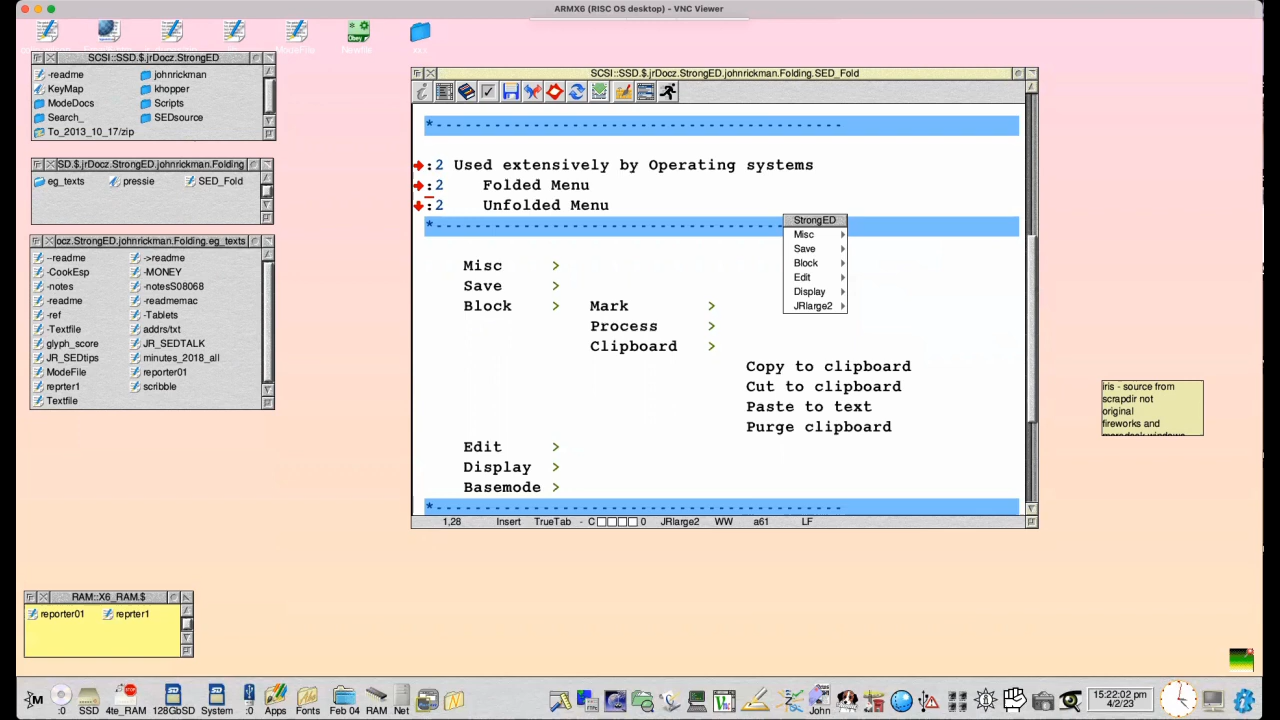 ARMX6 (RISC OS desktop) - VNC Viewer
ModeFile
Newfile
SCSI::SSD.$.jrDocz.StrongED
-readme
johnrickman
KeyMap
khopper
ModeDocs
Scripts
Search_
SEDsource
To_2013_10_17/zip
SD.$.jrDocz.StrongED.johnrickman.Folding
eg_texts
pressie
SED_Fold
ocz.StrongED.johnrickman.Folding.eg_texts
--readme
->readme
-CookEsp
-MONEY
-notes
-notesS08068
-readme
-readmemac
-ref
-Tablets
-Textfile
addrs/txt
glyph_score
JR_SEDTALK
JR_SEDtips
minutes_2018_all
ModeFile
reporter01
reprter1
scribble
Textfile
RAM::X6_RAM.$
reporter01
reprter1
SCSI::SSD.$.jrDocz.StrongED.johnrickman.Folding.SED_Fold
*-------------------------------------------
:2 Used extensively by Operating systems
:2 Folded Menu
:2 Unfolded Menu
*-------------------------------------------
Misc >
Save >
Block > Mark >
Process >
Clipboard >
Copy to clipboard
Cut to clipboard
Paste to text
Purge clipboard
Edit >
Display >
Basemode >
*-------------------------------------------
1,28 Insert TrueTab - C 0 JRlarge2 WW a61 LF
StrongED
Misc
Save
Block
Edit
Display
JRlarge2
iris - source from
scrapdir not
original
fireworks and
:0 SSD 4te_RAM 128GbSD System :0 Apps Fonts Feb 04 RAM Net
John
15:22:02 pm
4/2/23